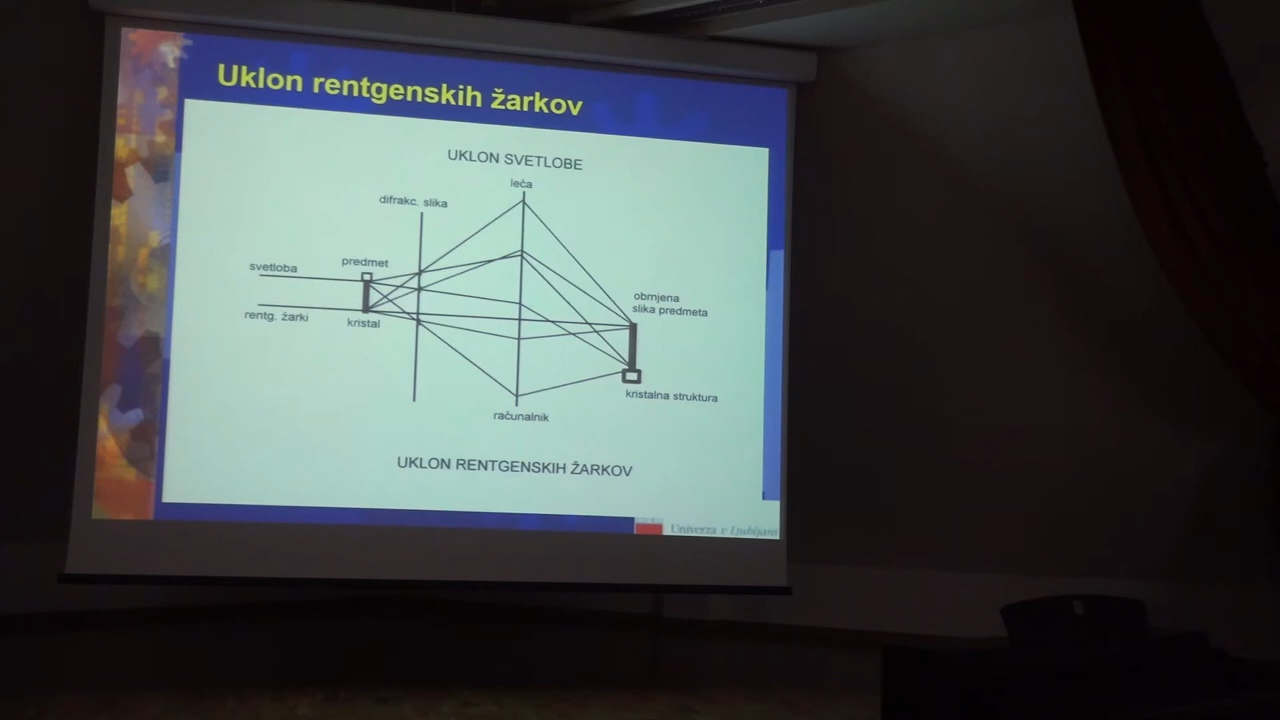 Uklon rentgenskih žarkov
UKLON SVETLOBE
leča
difrakc. slika
predmet
svetloba
obrnjena
slika predmeta
rentg. žarki
kristal
kristalna struktura
računalnik
UKLON RENTGENSKIH ŽARKOV
Univerza v Ljubljani